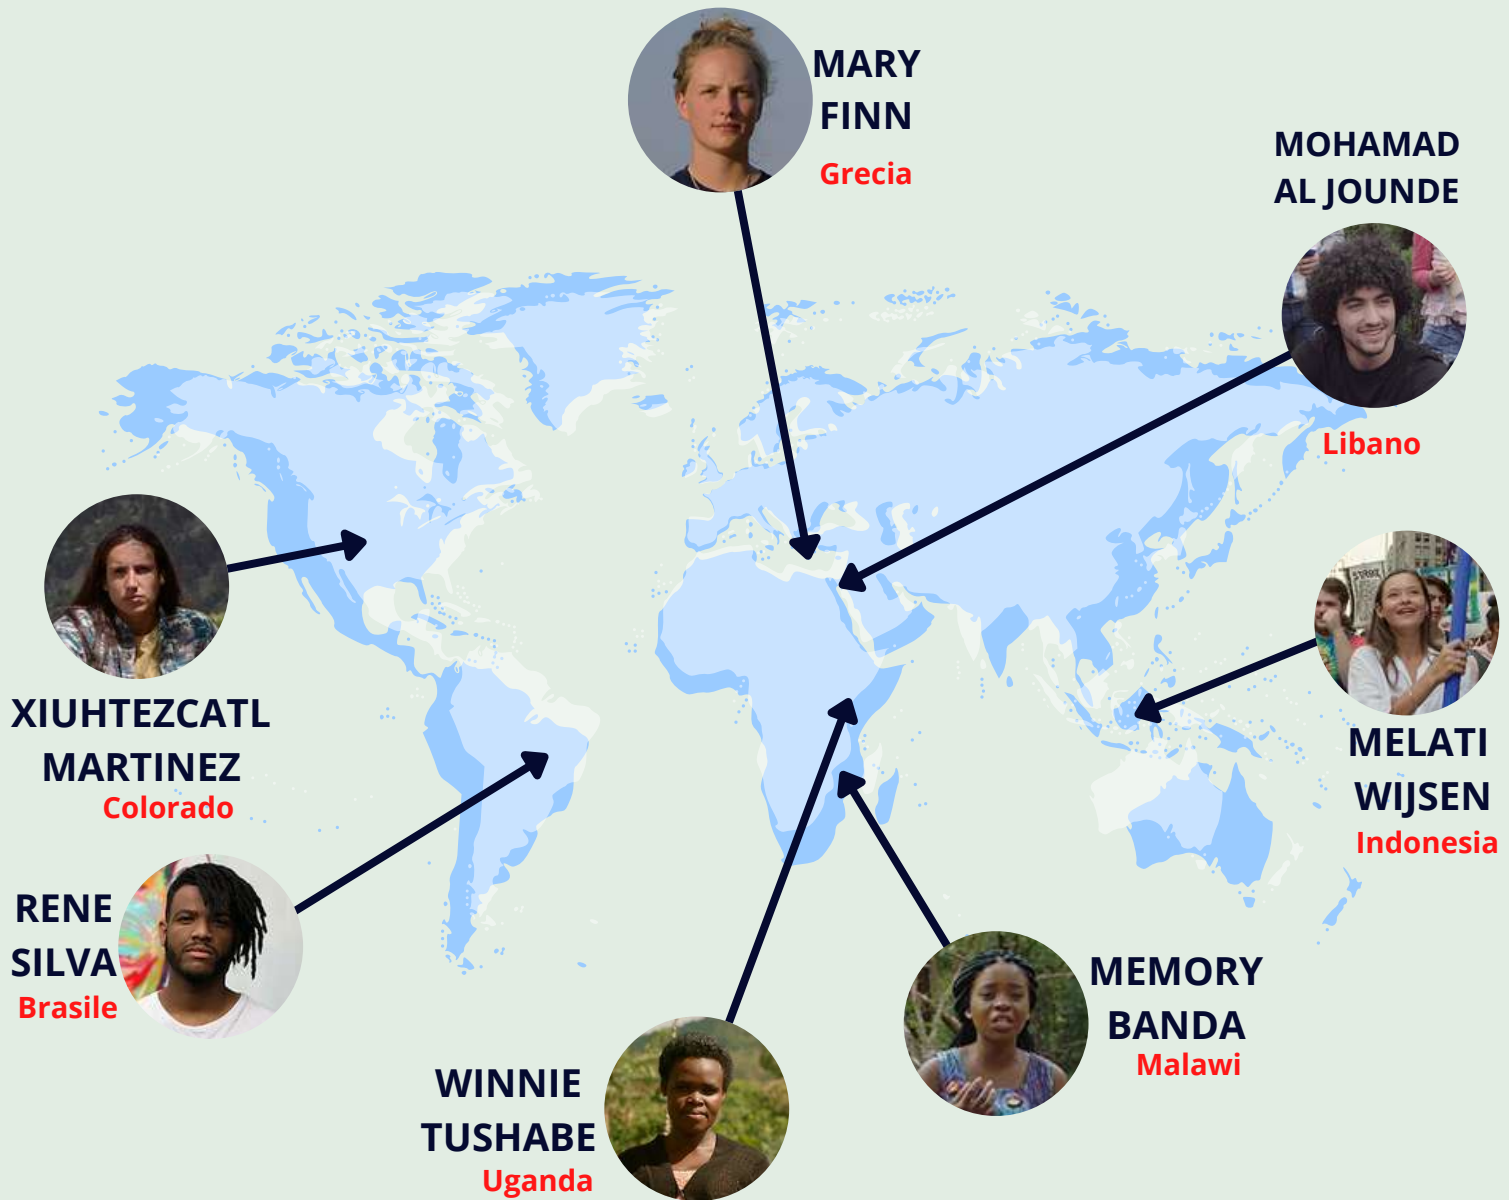 MARY
FINN
Grecia
MOHAMAD
AL JOUNDE
Libano
XIUHTEZCATL
MARTINEZ
Colorado
MELATI
WIJSEN
Indonesia
RENE
SILVA
Brasile
MEMORY
BANDA
Malawi
WINNIE
TUSHABE
Uganda